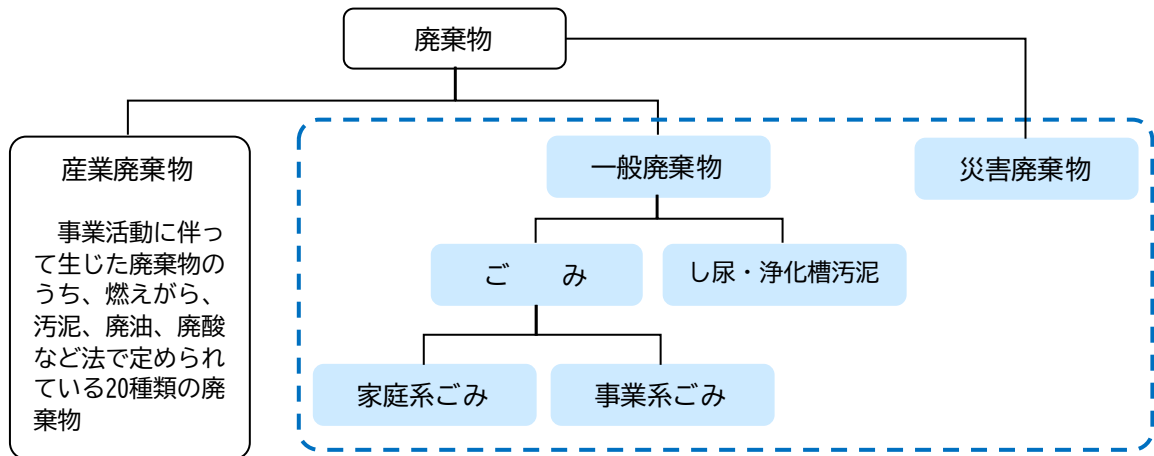 廃棄物
産業廃棄物
　事業活動に伴っ
て生じた廃棄物の
うち、燃えがら、
汚泥、廃油、廃酸
など法で定められ
ている20種類の廃
棄物
一般廃棄物
災害廃棄物
ご　　み
し尿・浄化槽汚泥
家庭系ごみ
事業系ごみ